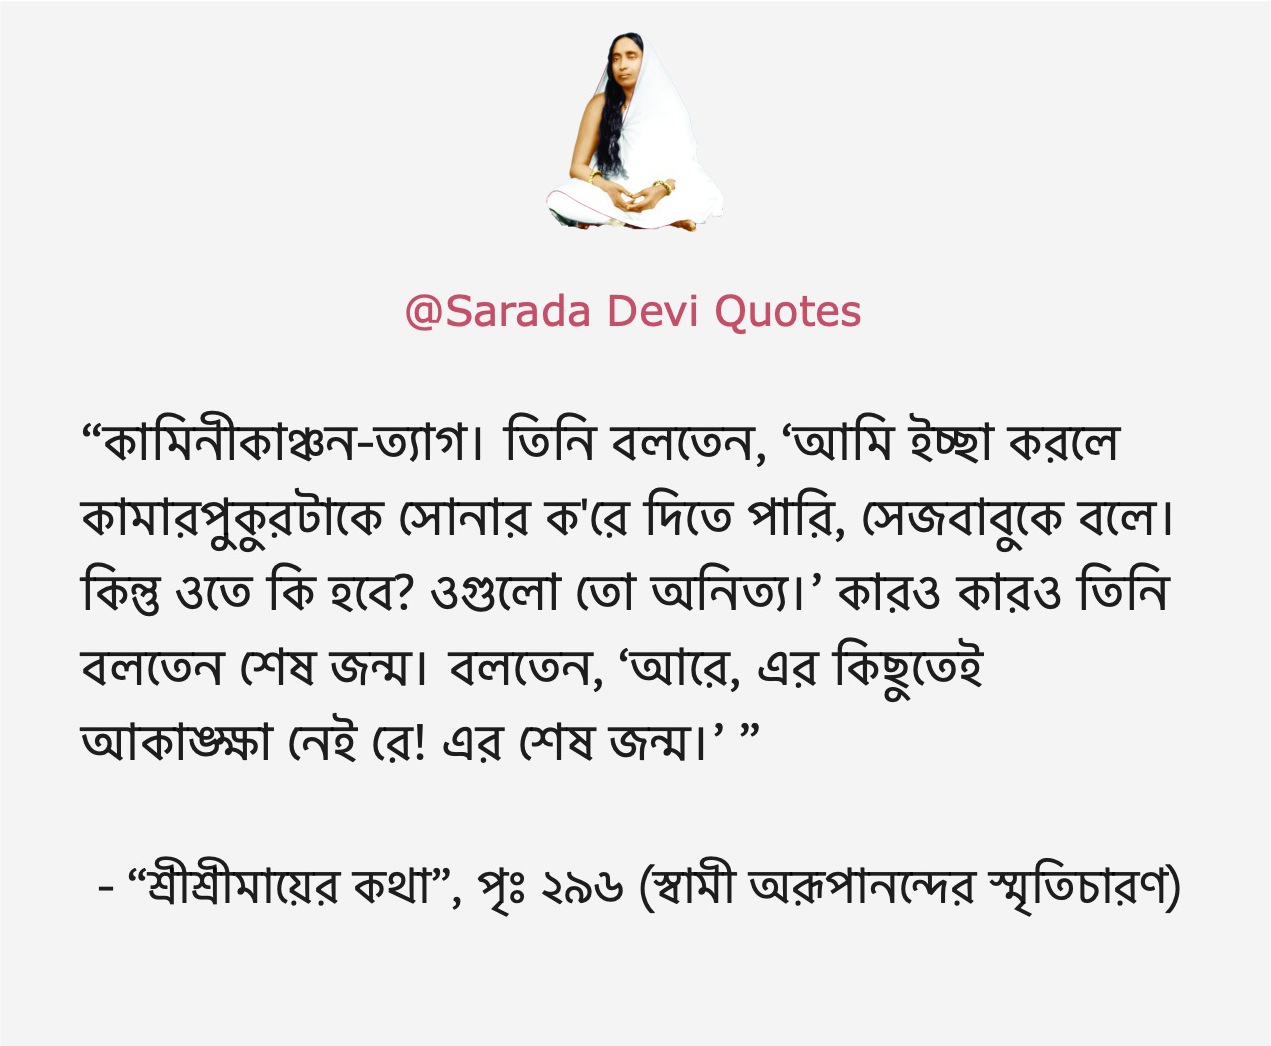 @Sarada Devi Quotes
“কামিনীকাঞ্চন-ত্যাগ। তিনি বলতেন, ‘আমি ইচ্ছা করলে
কামারপুকুরটাকে সোনার ক'রে দিতে পারি, সেজবাবুকে বলে।
কিন্তু ওতে কি হবে? ওগুলো তো অনিত্য।’ কারও কারও তিনি
বলতেন শেষ জন্ম। বলতেন, ‘আরে, এর কিছুতেই
আকাঙ্ক্ষা নেই রে! এর শেষ জন্ম।’ ”
- “শ্রীশ্রীমায়ের কথা”, পৃঃ ২৯৬ (স্বামী অরূপানন্দের স্মৃতিচারণ)